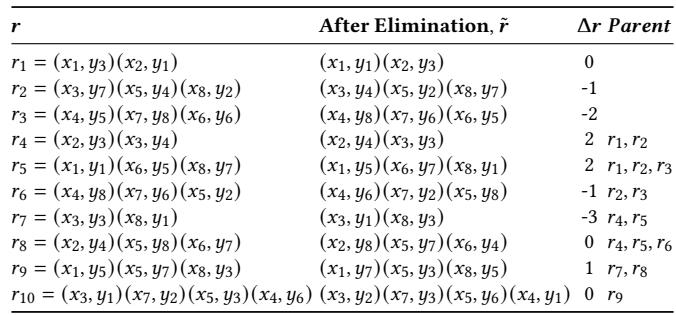 r After Elimination, r̃ Δr Parent
r₁ = (x₁, y₃)(x₂, y₁) (x₁, y₁)(x₂, y₃) 0
r₂ = (x₃, y₇)(x₅, y₄)(x₈, y₂) (x₃, y₄)(x₅, y₂)(x₈, y₇) -1
r₃ = (x₄, y₅)(x₇, y₈)(x₆, y₆) (x₄, y₈)(x₇, y₆)(x₆, y₅) -2
r₄ = (x₂, y₃)(x₃, y₄) (x₂, y₄)(x₃, y₃) 2 r₁, r₂
r₅ = (x₁, y₁)(x₆, y₅)(x₈, y₇) (x₁, y₅)(x₆, y₇)(x₈, y₁) 2 r₁, r₂, r₃
r₆ = (x₄, y₈)(x₇, y₆)(x₅, y₂) (x₄, y₆)(x₇, y₂)(x₅, y₈) -1 r₂, r₃
r₇ = (x₃, y₃)(x₈, y₁) (x₃, y₁)(x₈, y₃) -3 r₄, r₅
r₈ = (x₂, y₄)(x₅, y₈)(x₆, y₇) (x₂, y₈)(x₅, y₇)(x₆, y₄) 0 r₄, r₅, r₆
r₉ = (x₁, y₅)(x₅, y₇)(x₈, y₃) (x₁, y₇)(x₅, y₃)(x₈, y₅) 1 r₇, r₈
r₁₀ = (x₃, y₁)(x₇, y₂)(x₅, y₃)(x₄, y₆) (x₃, y₂)(x₇, y₃)(x₅, y₆)(x₄, y₁) 0 r₉